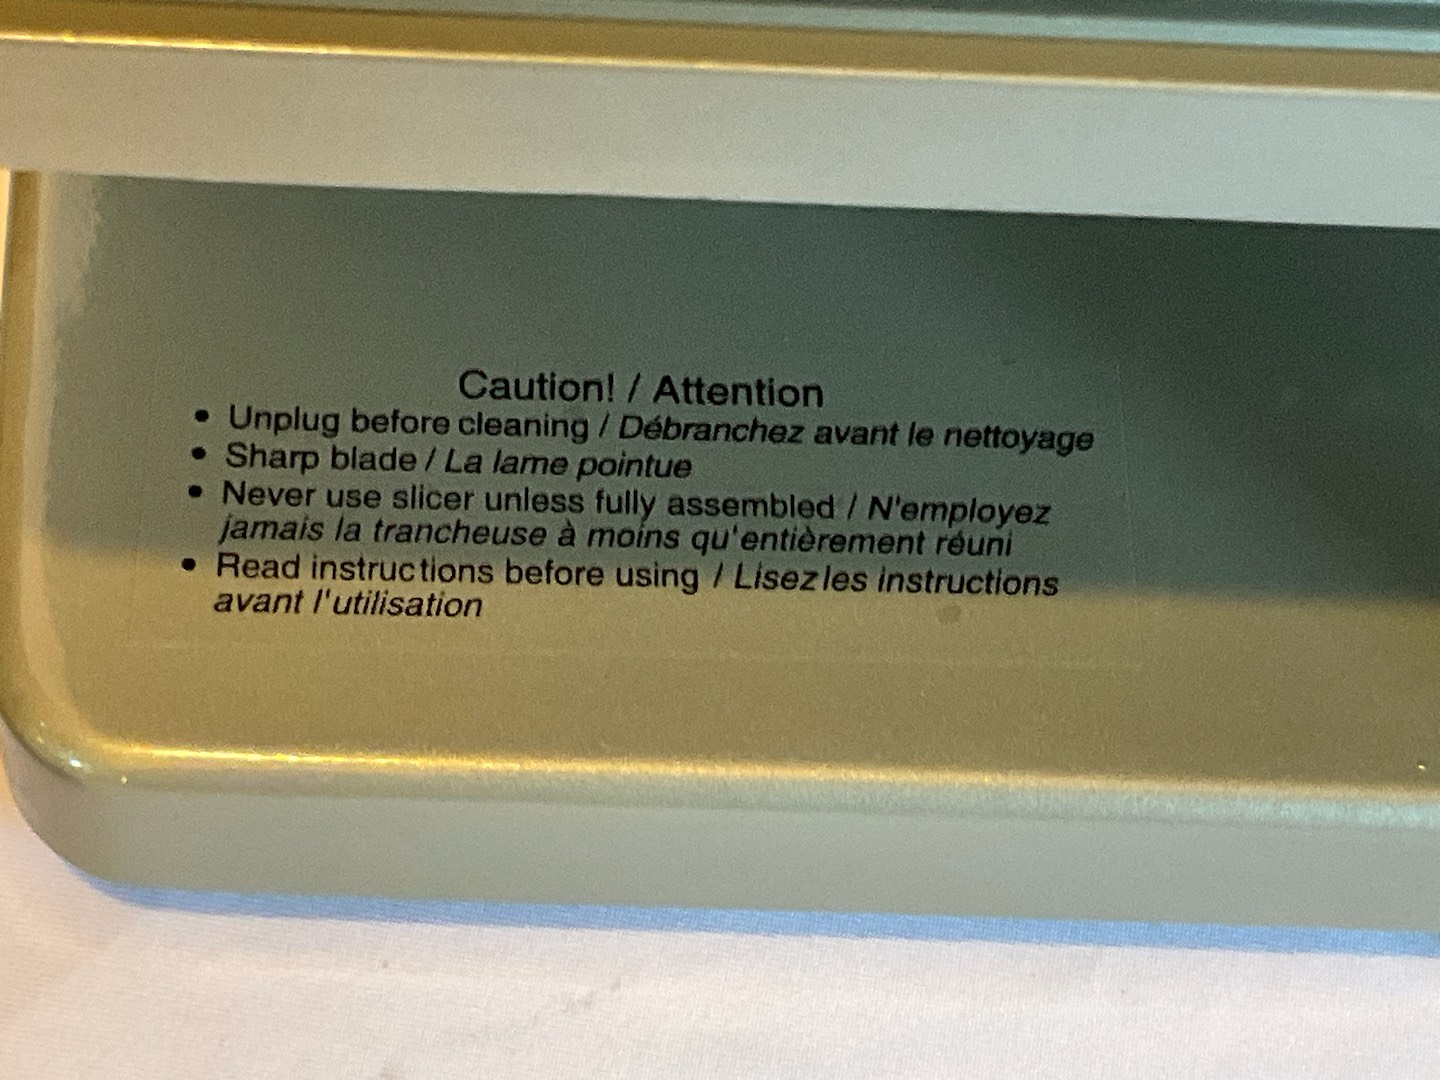 Caution! / Attention
• Unplug before cleaning / Débranchez avant le nettoyage
• Sharp blade / La lame pointue
• Never use slicer unless fully assembled / N'employez
jamais la trancheuse à moins qu'entièrement réuni
• Read instructions before using / Lisez les instructions
avant l'utilisation